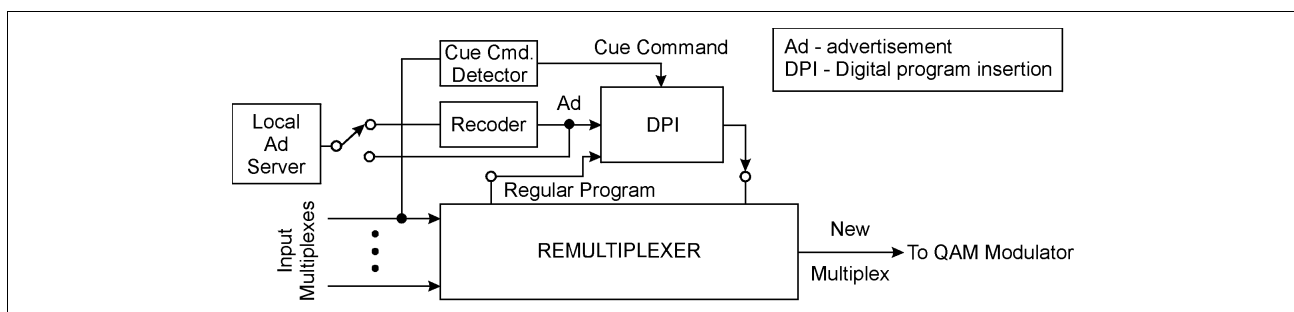 Cue Cmd.
Detector
Cue Command
Ad - advertisement
DPI - Digital program insertion
Local
Ad
Server
Recoder
Ad
DPI
Regular Program
Input
Multiplexes
REMULTIPLEXER
New
Multiplex
To QAM Modulator